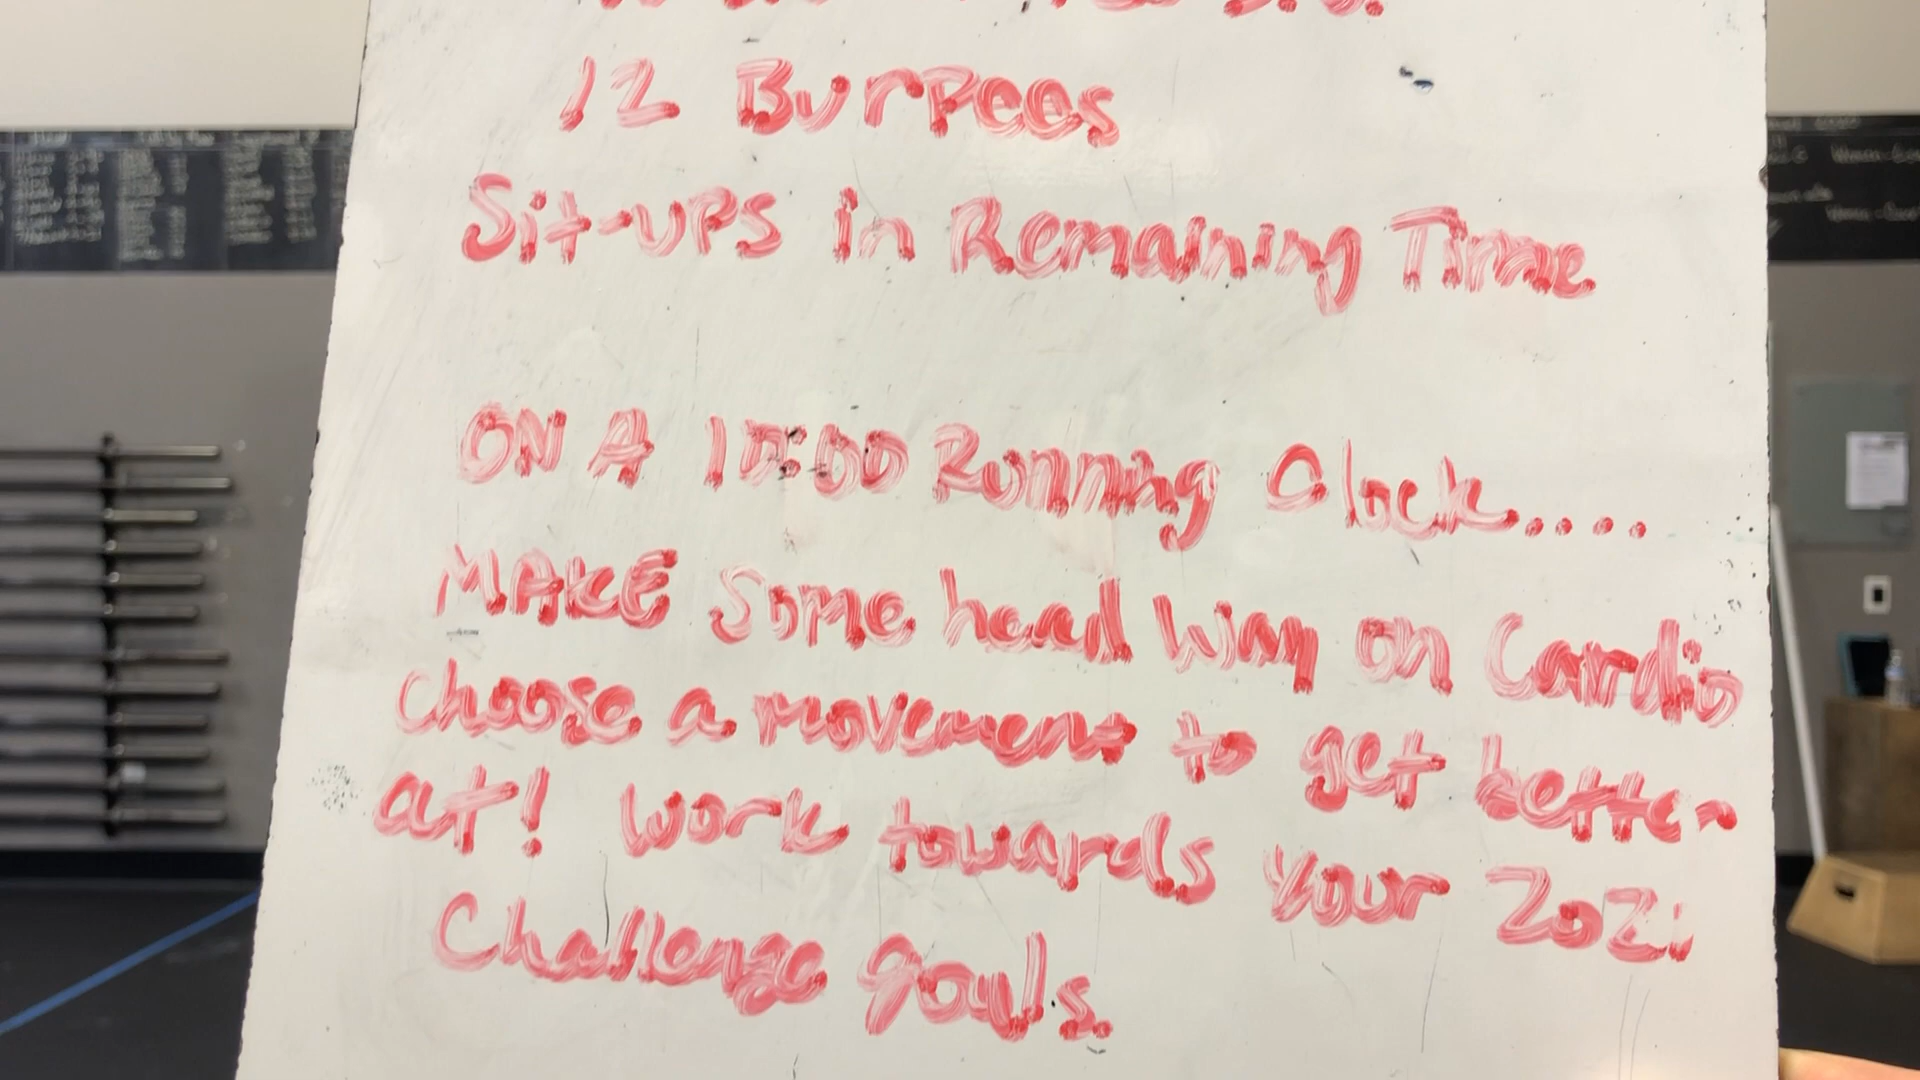 12 Burpees
Sit-ups in Remaining Time
ON A 10:00 Running Clock.....
MAKE Some head way on Cardio
Choose a movement to get better
at! Work towards your 2021
Challenge goals.